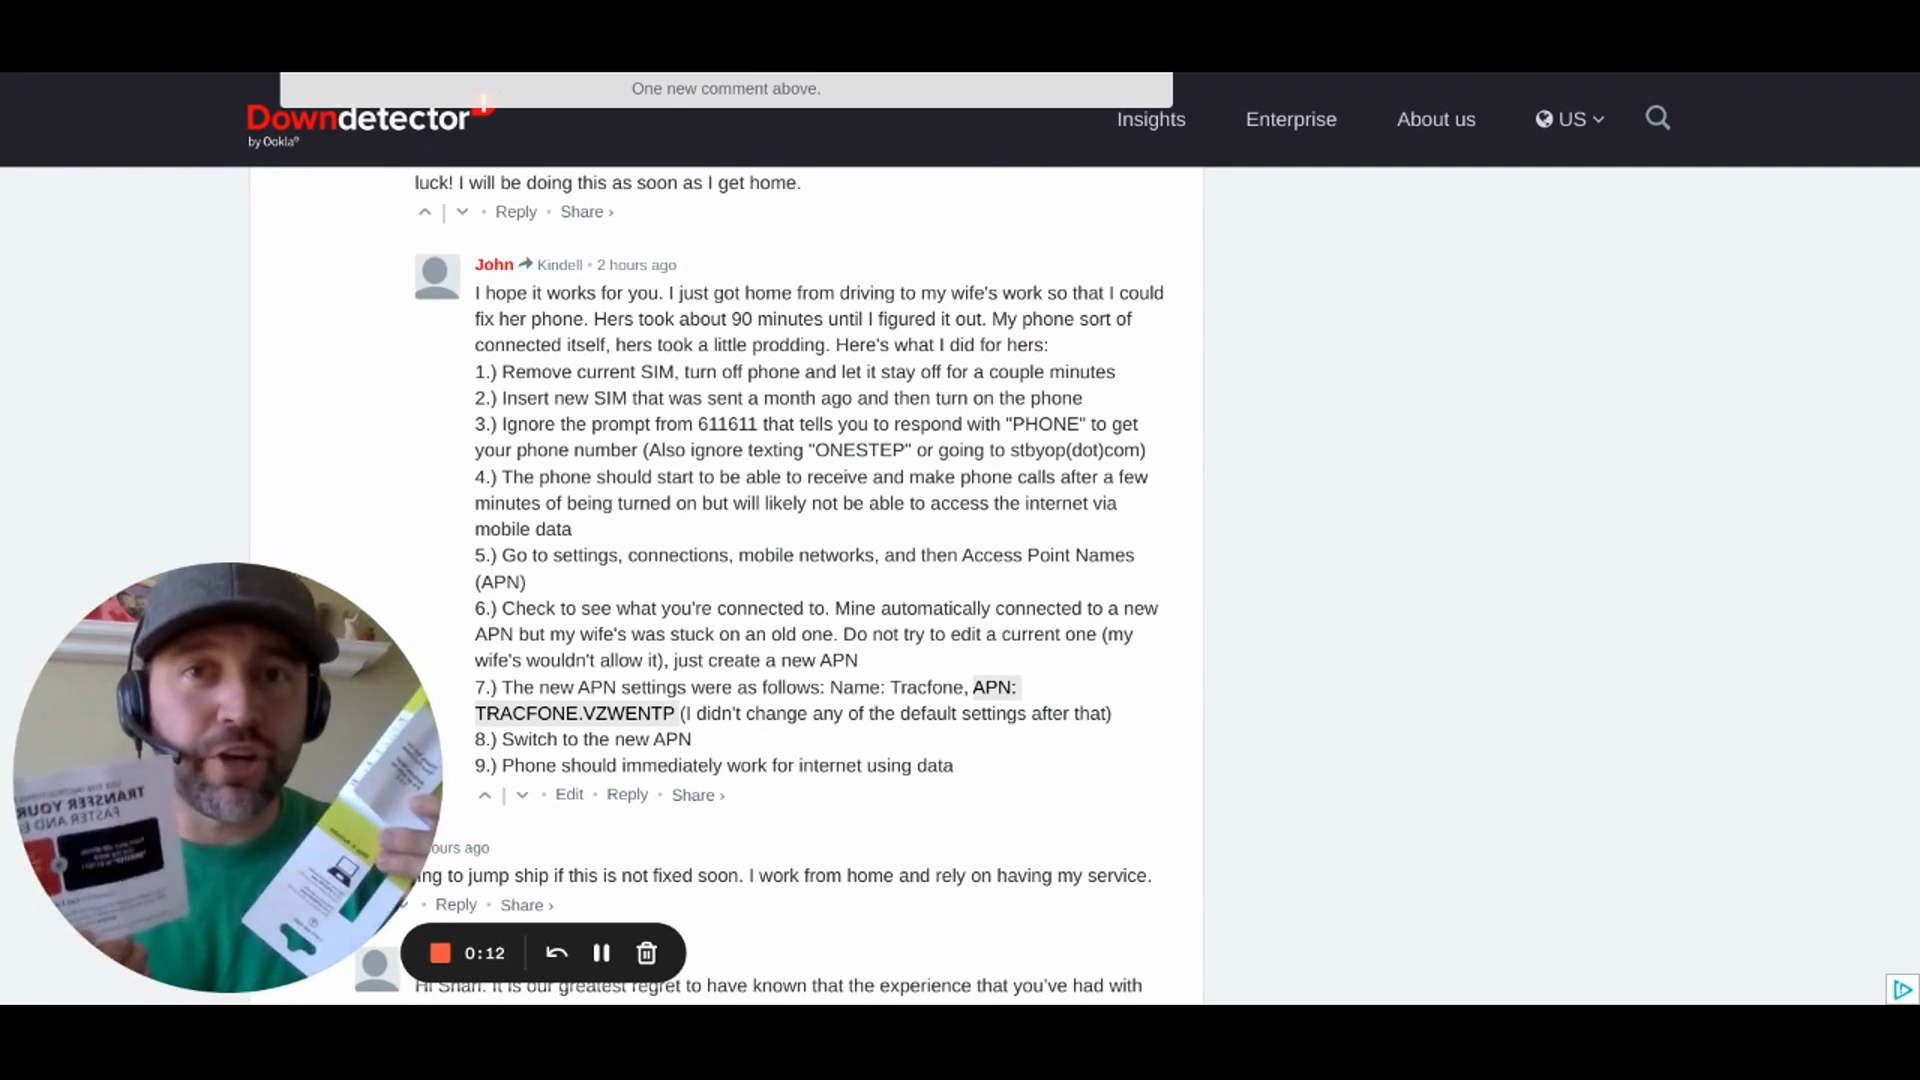 One new comment above.
Downdetector
by Ookla®
Insights
Enterprise
About us
US
luck! I will be doing this as soon as I get home.
Reply • Share ›
John Kindell • 2 hours ago
I hope it works for you. I just got home from driving to my wife's work so that I could
fix her phone. Hers took about 90 minutes until I figured it out. My phone sort of
connected itself, hers took a little prodding. Here's what I did for hers:
1.) Remove current SIM, turn off phone and let it stay off for a couple minutes
2.) Insert new SIM that was sent a month ago and then turn on the phone
3.) Ignore the prompt from 611611 that tells you to respond with "PHONE" to get
your phone number (Also ignore texting "ONESTEP" or going to stbyop(dot)com)
4.) The phone should start to be able to receive and make phone calls after a few
minutes of being turned on but will likely not be able to access the internet via
mobile data
5.) Go to settings, connections, mobile networks, and then Access Point Names
(APN)
6.) Check to see what you're connected to. Mine automatically connected to a new
APN but my wife's was stuck on an old one. Do not try to edit a current one (my
wife's wouldn't allow it), just create a new APN
7.) The new APN settings were as follows: Name: Tracfone, APN:
TRACFONE.VZWENTP (I didn't change any of the default settings after that)
8.) Switch to the new APN
9.) Phone should immediately work for internet using data
Edit • Reply • Share ›
ours ago
ing to jump ship if this is not fixed soon. I work from home and rely on having my service.
Reply • Share ›
TRANSFER YOUR
FASTER AND
0:12
Hi Shari. It is our greatest regret to have known that the experience that you've had with